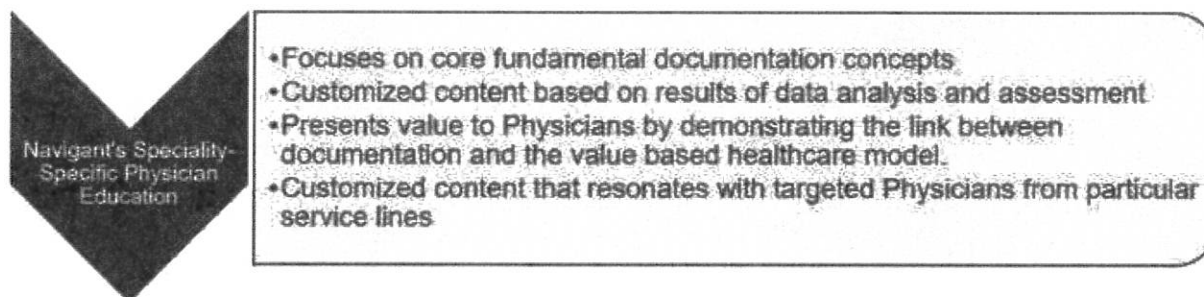 Navigant's Speciality-
Specific Physician
Education
•Focuses on core fundamental documentation concepts
•Customized content based on results of data analysis and assessment
•Presents value to Physicians by demonstrating the link between
documentation and the value based healthcare model.
•Customized content that resonates with targeted Physicians from particular
service lines